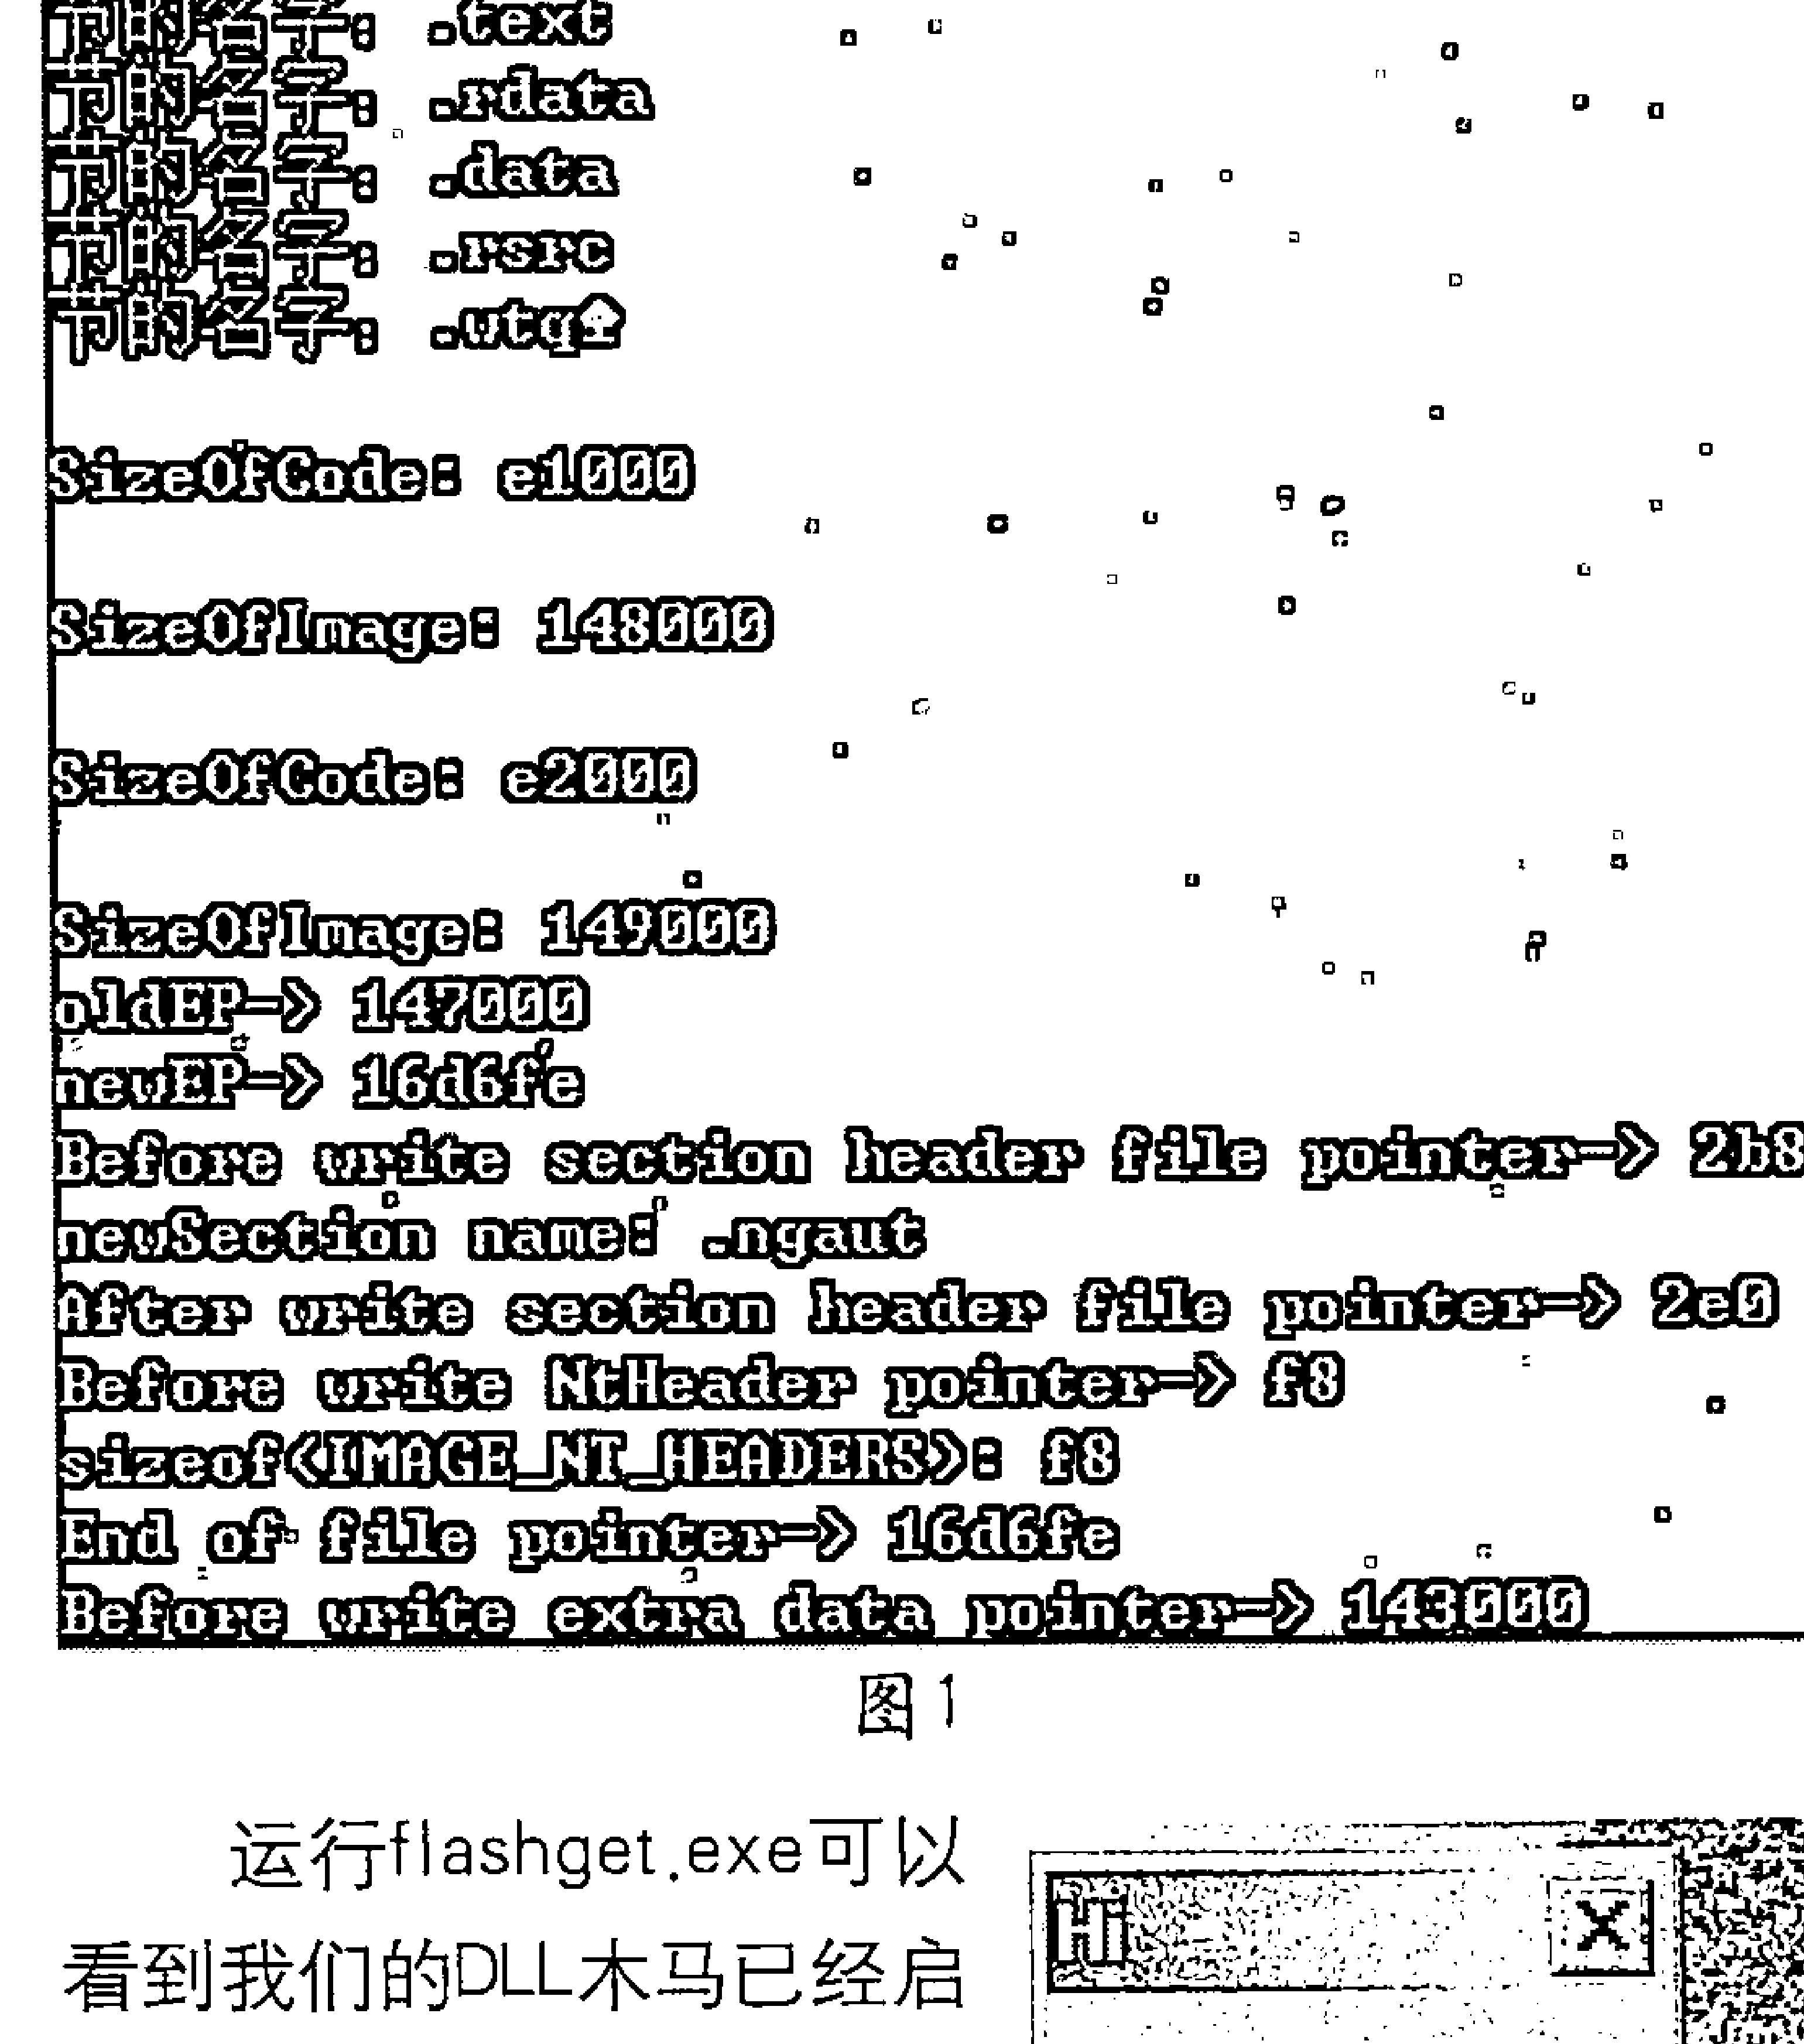 节的名字: .text
节的名字: .rdata
节的名字: .data
节的名字: .rsrc
节的名字: .wtq
SizeOfCode: e1000
SizeOfImage: 148000
SizeOfCode: e2000
SizeOfImage: 149000
oldEP-> 147000
newEP-> 16d6fe
Before write section header file pointer-> 2b8
newSection name: .ngaut
After write section header file pointer-> 2e0
Before write NtHeader pointer-> f8
sizeof(IMAGE_NT_HEADERS): f8
End of file pointer-> 16d6fe
Before write extra data pointer-> 143000
图1
运行flashget.exe可以
看到我们的DLL木马已经启
Hi